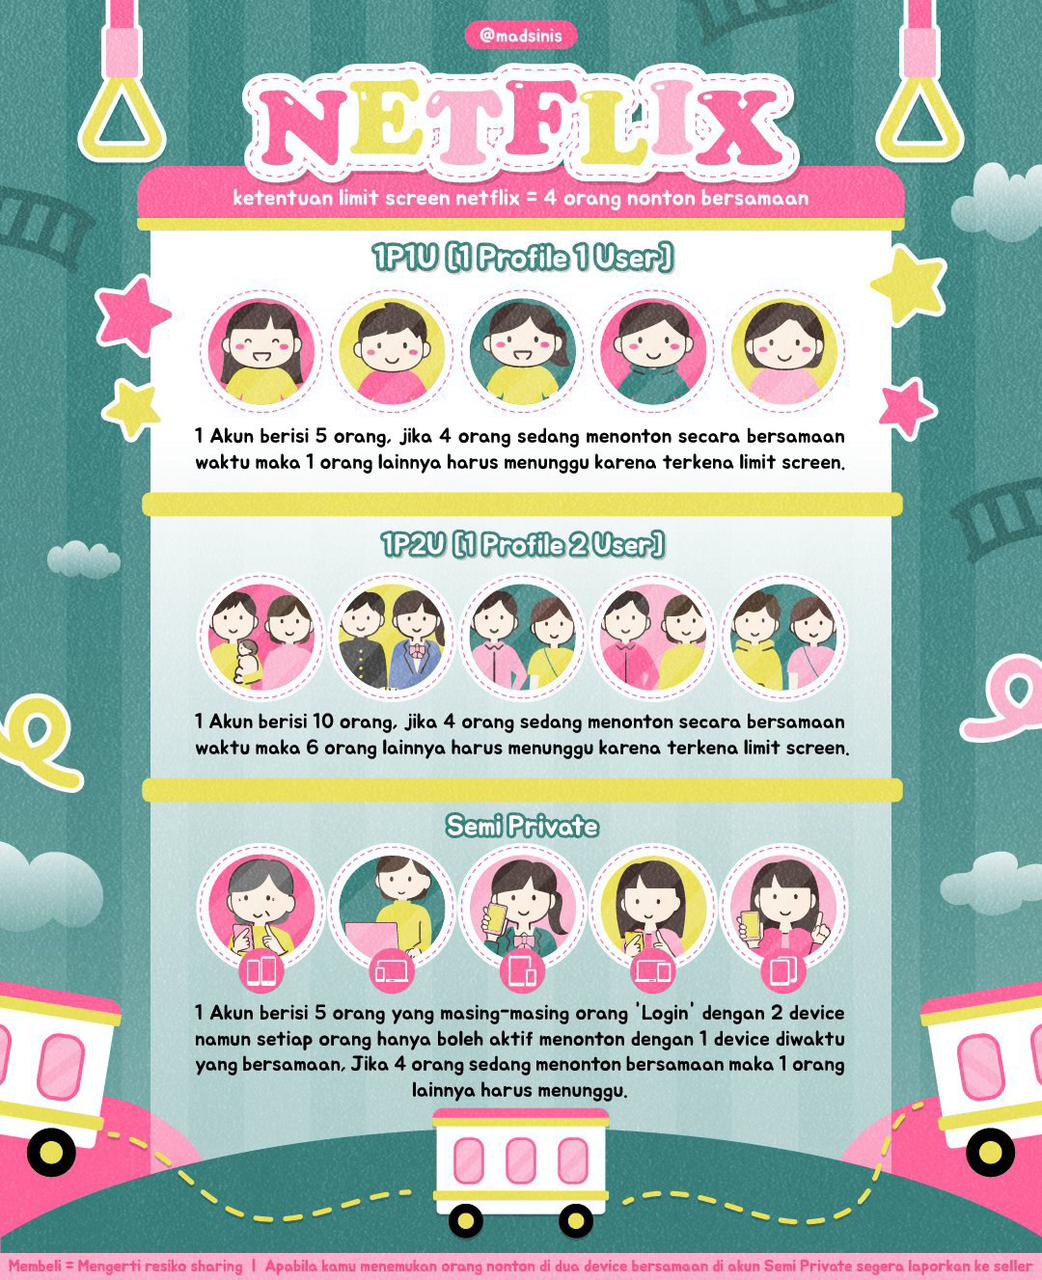 @madsinis
NETFLIX
ketentuan limit screen netflix = 4 orang nonton bersamaan
1P1U [1 Profile 1 User]
1 Akun berisi 5 orang, jika 4 orang sedang menonton secara bersamaan
waktu maka 1 orang lainnya harus menunggu karena terkena limit screen.
1P2U [1 Profile 2 User]
1 Akun berisi 10 orang, jika 4 orang sedang menonton secara bersamaan
waktu maka 6 orang lainnya harus menunggu karena terkena limit screen.
Semi Private
1 Akun berisi 5 orang yang masing-masing orang 'Login' dengan 2 device
namun setiap orang hanya boleh aktif menonton dengan 1 device diwaktu
yang bersamaan, Jika 4 orang sedang menonton bersamaan maka 1 orang
lainnya harus menunggu.
Membeli = Mengerti resiko sharing | Apabila kamu menemukan orang nonton di dua device bersamaan di akun Semi Private segera laporkan ke seller